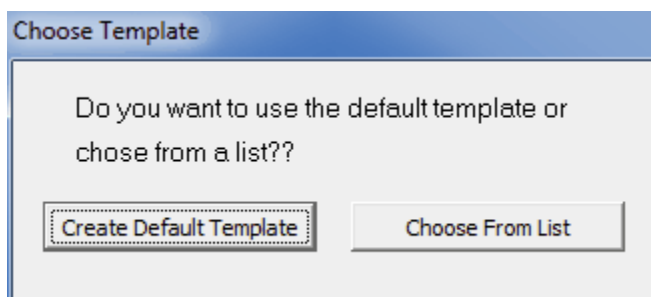 Choose Template
Do you want to use the default template or
chose from a list??
Create Default Template
Choose From List